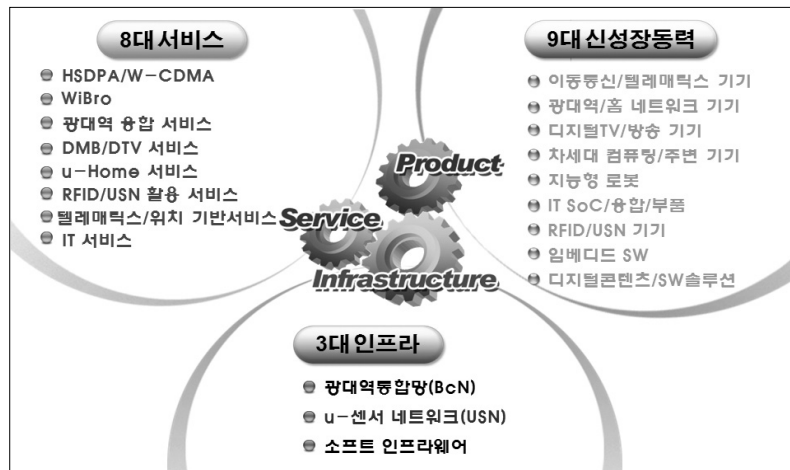 8대서비스
HSDPA/W-CDMA
WiBro
광대역 융합 서비스
DMB/DTV 서비스
u-Home 서비스
RFID/USN 활용 서비스
텔레매틱스/위치 기반서비스
IT 서비스
9대신성장동력
이동통신/텔레매틱스 기기
광대역/홈 네트워크 기기
디지털TV/방송 기기
차세대 컴퓨팅/주변 기기
지능형 로봇
IT SoC/융합/부품
RFID/USN 기기
임베디드 SW
디지털콘텐츠/SW솔루션
Product
Service
Infrastructure
3대인프라
광대역통합망(BcN)
u-센서 네트워크(USN)
소프트 인프라웨어